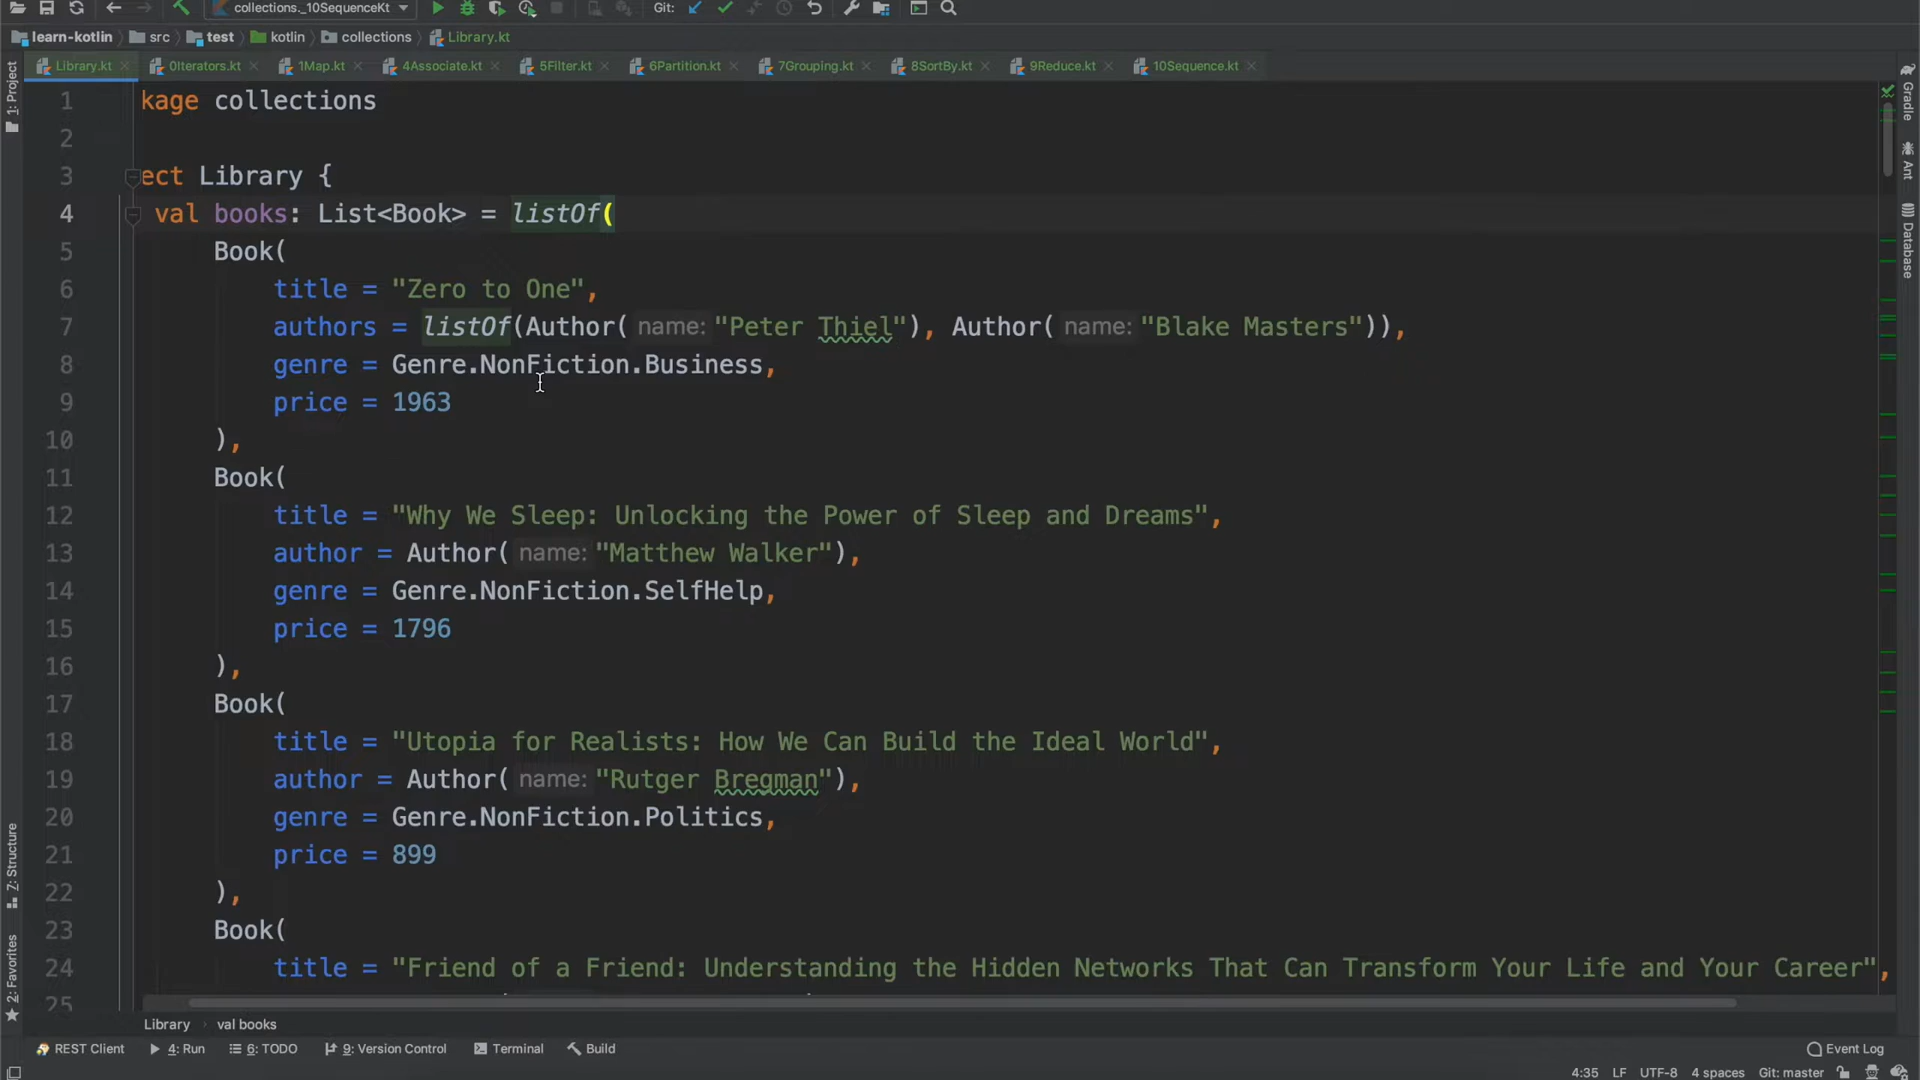 collections._10SequenceKt Git:
learn-kotlin src test kotlin collections Library.kt
Library.kt 0Iterators.kt 1Map.kt 4Associate.kt 5Filter.kt 6Partition.kt 7Grouping.kt 8SortBy.kt 9Reduce.kt 10Sequence.kt
1: Project
Gradle
Ant
Database
Z: Structure
2: Favorites
1 kage collections
2
3 ect Library {
4 val books: List<Book> = listOf(
5 Book(
6 title = "Zero to One",
7 authors = listOf(Author( name: "Peter Thiel"), Author( name: "Blake Masters")),
8 genre = Genre.NonFiction.Business,
9 price = 1963
10 ),
11 Book(
12 title = "Why We Sleep: Unlocking the Power of Sleep and Dreams",
13 author = Author( name: "Matthew Walker"),
14 genre = Genre.NonFiction.SelfHelp,
15 price = 1796
16 ),
17 Book(
18 title = "Utopia for Realists: How We Can Build the Ideal World",
19 author = Author( name: "Rutger Bregman"),
20 genre = Genre.NonFiction.Politics,
21 price = 899
22 ),
23 Book(
24 title = "Friend of a Friend: Understanding the Hidden Networks That Can Transform Your Life and Your Career",
25
Library › val books
REST Client 4: Run 6: TODO 9: Version Control Terminal Build Event Log
4:35 LF UTF-8 4 spaces Git: master